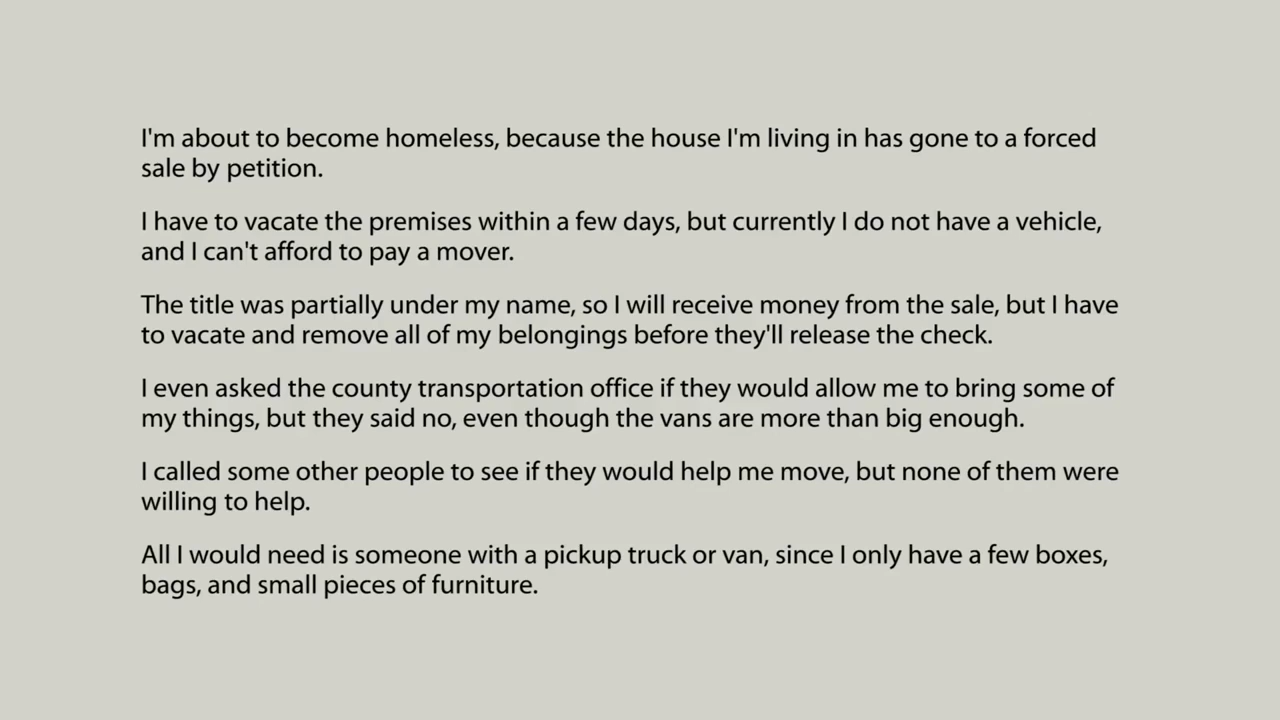 I'm about to become homeless, because the house I'm living in has gone to a forced
sale by petition.
I have to vacate the premises within a few days, but currently I do not have a vehicle,
and I can't afford to pay a mover.
The title was partially under my name, so I will receive money from the sale, but I have
to vacate and remove all of my belongings before they'll release the check.
I even asked the county transportation office if they would allow me to bring some of
my things, but they said no, even though the vans are more than big enough.
I called some other people to see if they would help me move, but none of them were
willing to help.
All I would need is someone with a pickup truck or van, since I only have a few boxes,
bags, and small pieces of furniture.